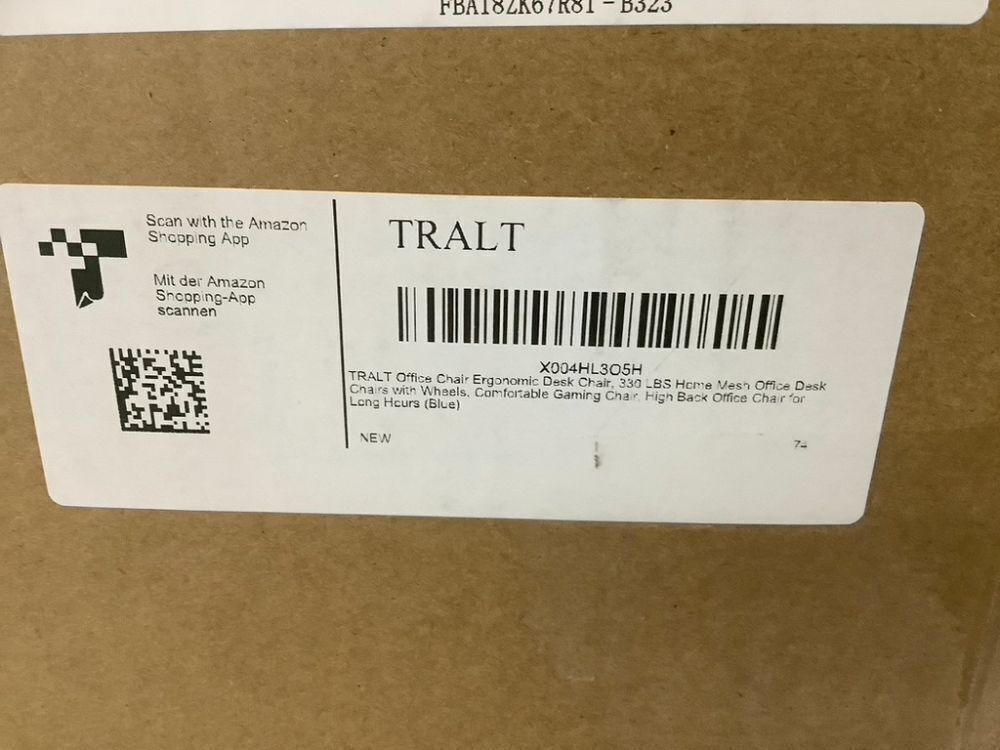 FBA18ZK67R81 - B323
Scan with the Amazon
Shopping App
Mit der Amazon
Shopping-App
scannen
TRALT
X004HL3O5H
TRALT Office Chair Ergonomic Desk Chair, 330 LBS Home Mesh Office Desk
Chairs with Wheels, Comfortable Gaming Chair, High Back Office Chair for
Long Hours (Blue)
NEW